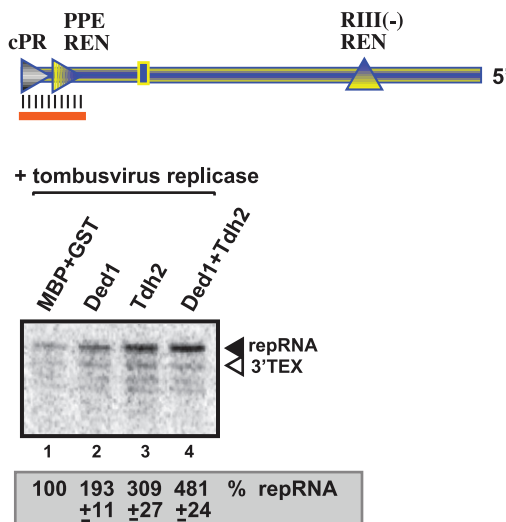 PPE RIII(-)
cPR REN REN
5'
+ tombusvirus replicase
MBP+GST Ded1 Tdh2 Ded1+Tdh2
repRNA
3'TEX
1 2 3 4
100 193 309 481 % repRNA
±11 ±27 ±24